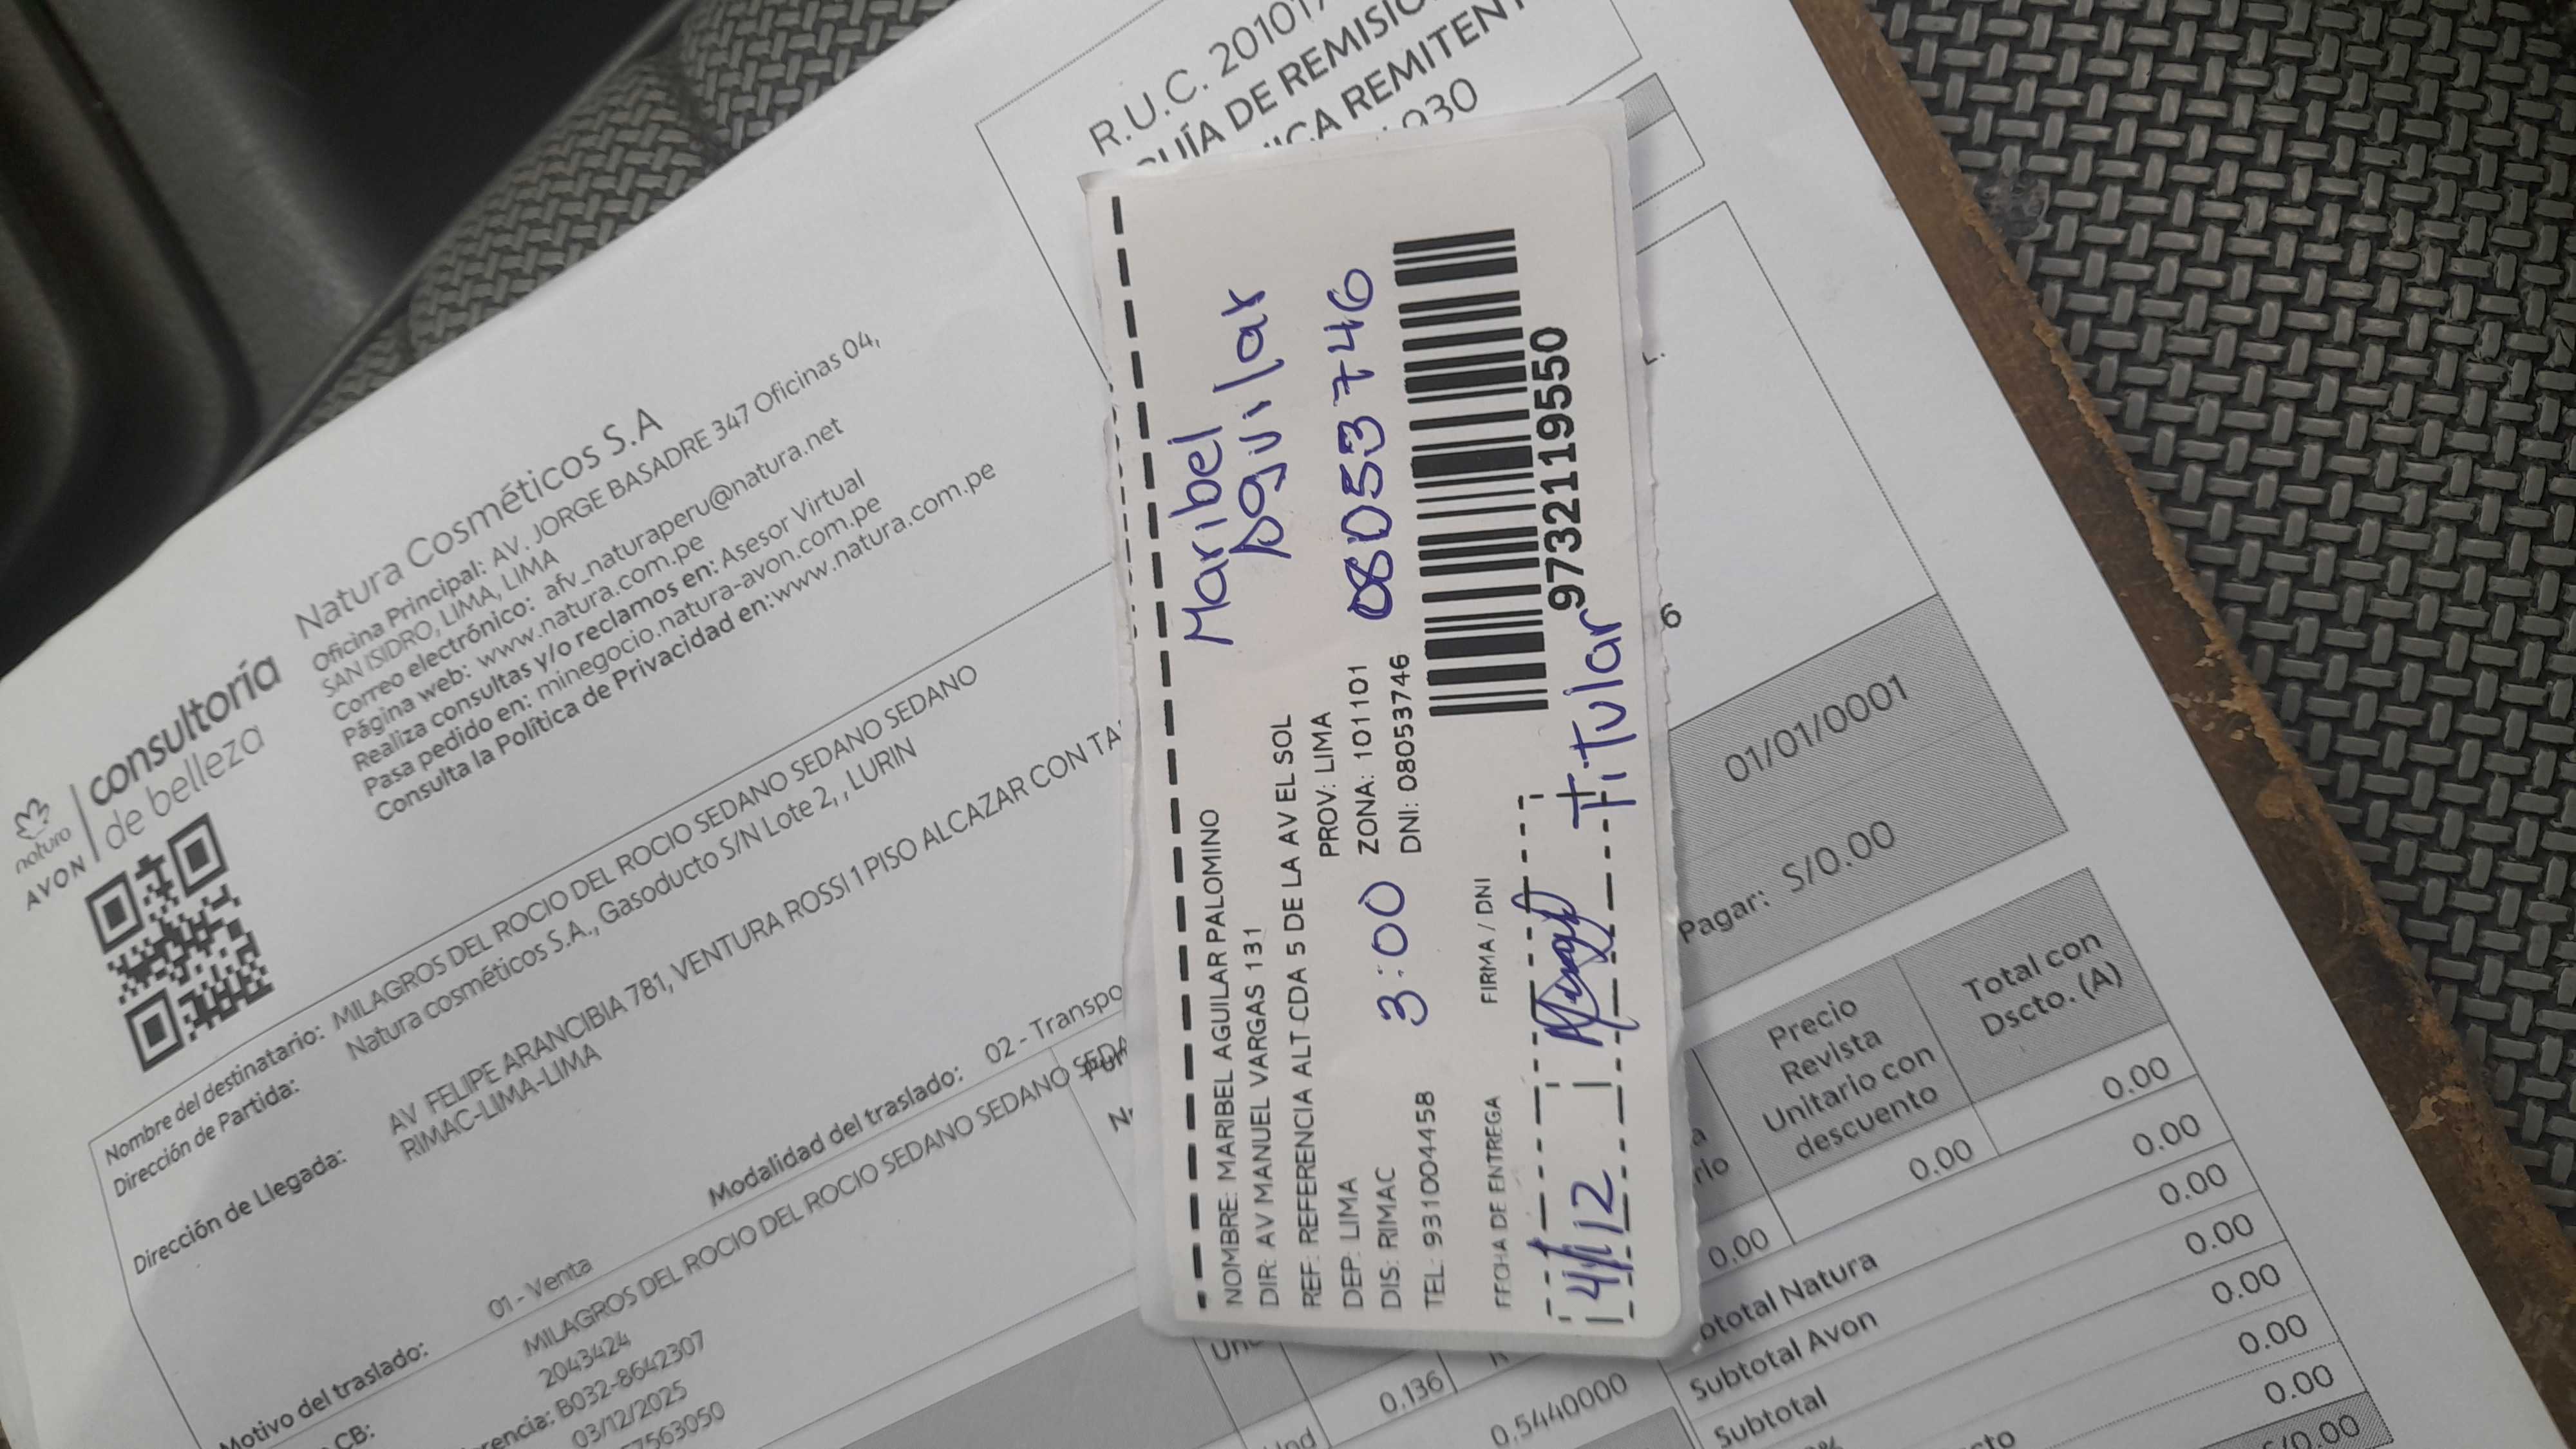 natura
AVON
consultoría
de belleza
Natura Cosméticos S.A
Oficina Principal: AV. JORGE BASADRE 347 Oficinas 04,
SAN ISIDRO, LIMA, LIMA
Correo electrónico: afv_naturaperu@natura.net
Página web: www.natura.com.pe
Realiza consultas y/o reclamos en: Asesor Virtual
Pasa pedido en: minegocio.natura-avon.com.pe
Consulta la Política de Privacidad en: www.natura.com.pe
R.U.C. 20101
GUÍA DE REMISIÓ
REMITENT
930
Nombre del destinatario: MILAGROS DEL ROCIO DEL ROCIO SEDANO SEDANO SEDANO
Dirección de Partida: Natura cosméticos S.A., Gasoducto S/N Lote 2, , LURIN
Dirección de Llegada: AV FELIPE ARANCIBIA 781, VENTURA ROSSI 1 PISO ALCAZAR CON TA
RIMAC-LIMA-LIMA
Modalidad del traslado: 02 - Transpo
Motivo del traslado: 01 - Venta
MILAGROS DEL ROCIO DEL ROCIO SEDANO SEDANO SEDA
CB: 2043424
rencia: B032-8642307
03/12/2025
7563050
Maribel
Aguilar
08053746
NOMBRE: MARIBEL AGUILAR PALOMINO
DIR: AV MANUEL VARGAS 131
REF: REFERENCIA ALT CDA 5 DE LA AV EL SOL
DEP: LIMA PROV: LIMA
DIS: RIMAC 3:00 ZONA: 101101
TEL: 931004458 DNI: 08053746
9732119550
FECHA DE ENTREGA FIRMA / DNI
4/12 Titular
6
01/01/0001
Pagar: S/0.00
Precio
Revista
Unitario con
descuento
Total con
Dscto. (A)
0.136
0.5440000
0.00 0.00 0.00
Subtotal Natura 0.00
Subtotal Avon 0.00
Subtotal 0.00
0.00
0.00
0.00
S/0.00